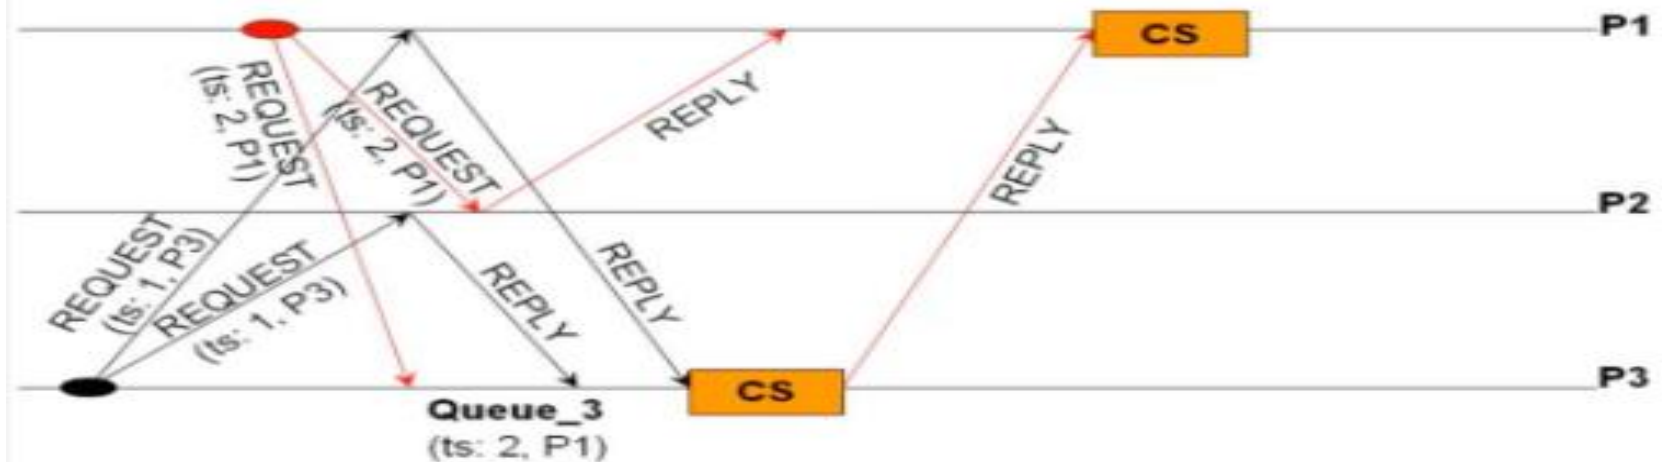 CS
P1
REQUEST
(ts: 2, P1)
REQUEST
(ts: 2, P1)
REPLY
REPLY
P2
REQUEST
(ts: 1, P3)
REQUEST
(ts: 1, P3)
REPLY
REPLY
CS
P3
Queue_3
(ts: 2, P1)